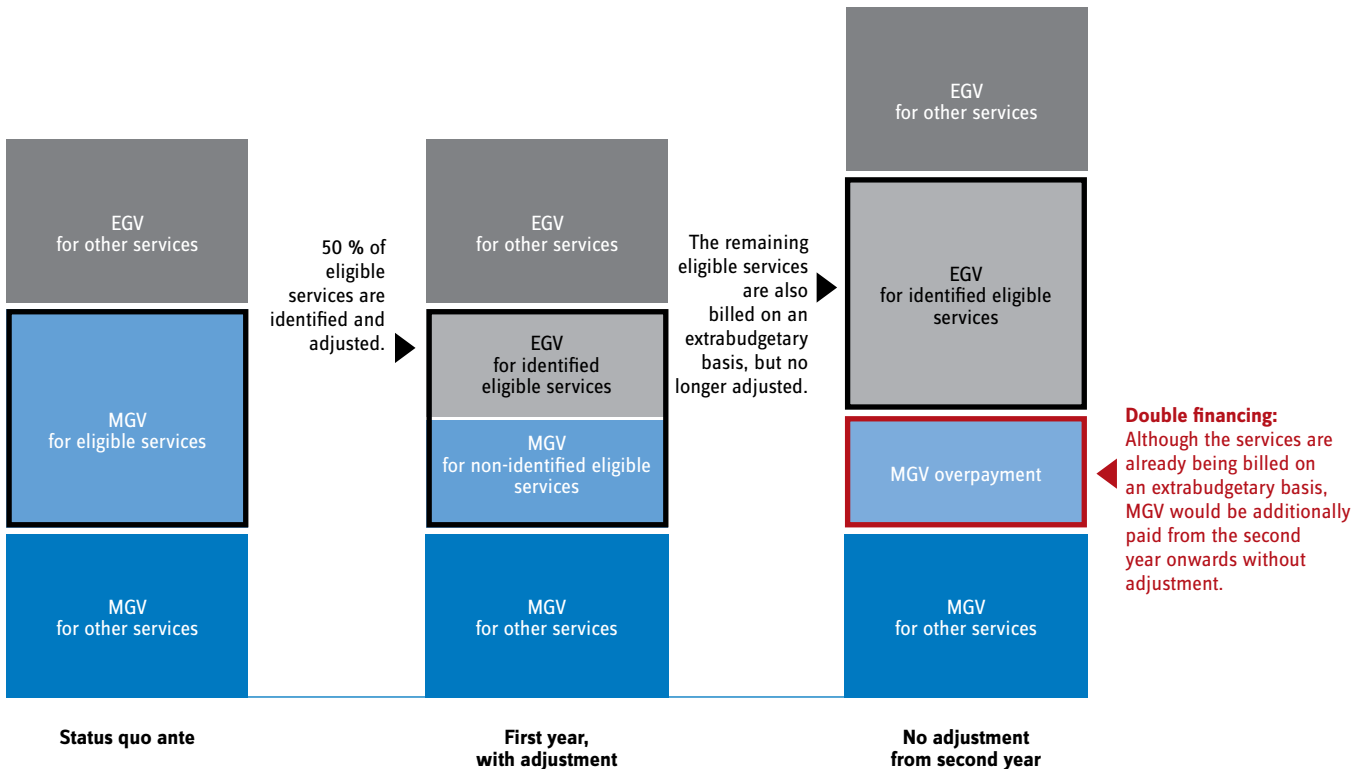 EGV
for other services
MGV
for eligible services
MGV
for other services
Status quo ante
50 % of
eligible
services are
identified and
adjusted.
EGV
for other services
EGV
for identified
eligible services
MGV
for non-identified eligible
services
MGV
for other services
First year,
with adjustment
The remaining
eligible services
are also
billed on an
extrabudgetary
basis, but no
longer adjusted.
EGV
for other services
EGV
for identified eligible
services
MGV overpayment
MGV
for other services
No adjustment
from second year
Double financing:
Although the services are
already being billed on
an extrabudgetary basis,
MGV would be additionally
paid from the second
year onwards without
adjustment.